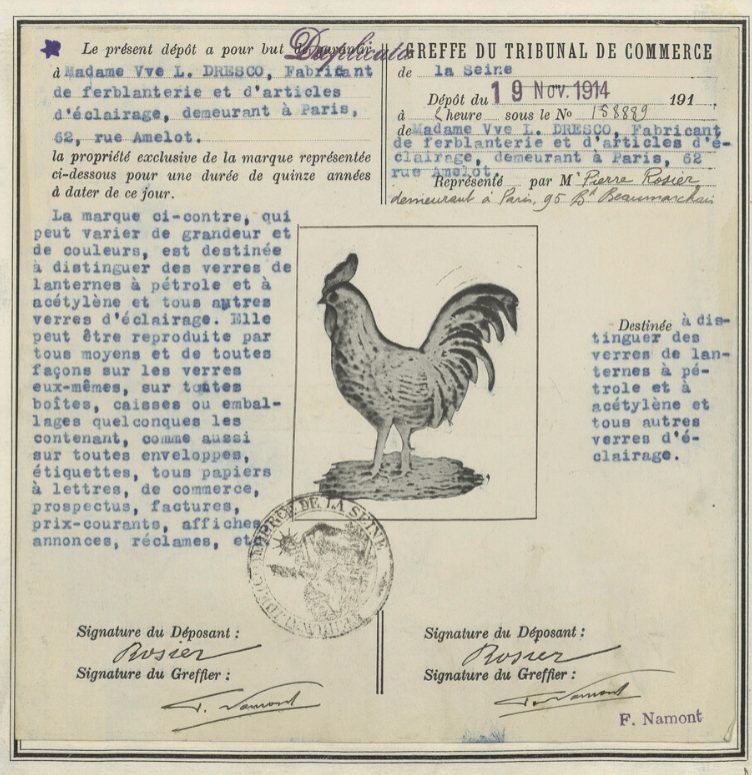 Le présent dépôt a pour but de garantir
Duplicata
à Madame Vve L. DRESCO, Fabricant
de ferblanterie et d'articles
d'éclairage, demeurant à Paris,
62, rue Amelot.
la propriété exclusive de la marque représentée
ci-dessous pour une durée de quinze années
à dater de ce jour.
GREFFE DU TRIBUNAL DE COMMERCE
de la Seine
Dépôt du 19 NOV. 1914 191
à 2 heure sous le No 158889
de Madame Vve L. DRESCO, Fabricant
de ferblanterie et d'articles d'é-
clairage, demeurant à Paris, 62
rue Amelot.
Représenté par Mr Pierre Rosier
demeurant à Paris, 95 Bd Beaumarchais
La marque ci-contre, qui
peut varier de grandeur et
de couleurs, est destinée
à distinguer des verres de
lanternes à pétrole et à
acétylène et tous autres
verres d'éclairage. Elle
peut être reproduite par
tous moyens et de toutes
façons sur les verres
eux-mêmes, sur toutes
boîtes, caisses ou embal-
lages quelconques les
contenant, comme aussi
sur toutes enveloppes,
étiquettes, tous papiers
à lettres, de commerce,
prospectus, factures,
prix-courants, affiches
annonces, réclames, etc.
Destinée à dis-
tinguer des
verres de lan-
ternes à pé-
trole et à
acétylène et
tous autres
verres d'é-
clairage.
TRIBUNAL DE COMMERCE DE LA SEINE
Signature du Déposant :
Rosier
Signature du Greffier :
F. Namont
Signature du Déposant :
Rosier
Signature du Greffier :
F. Namont
F. Namont